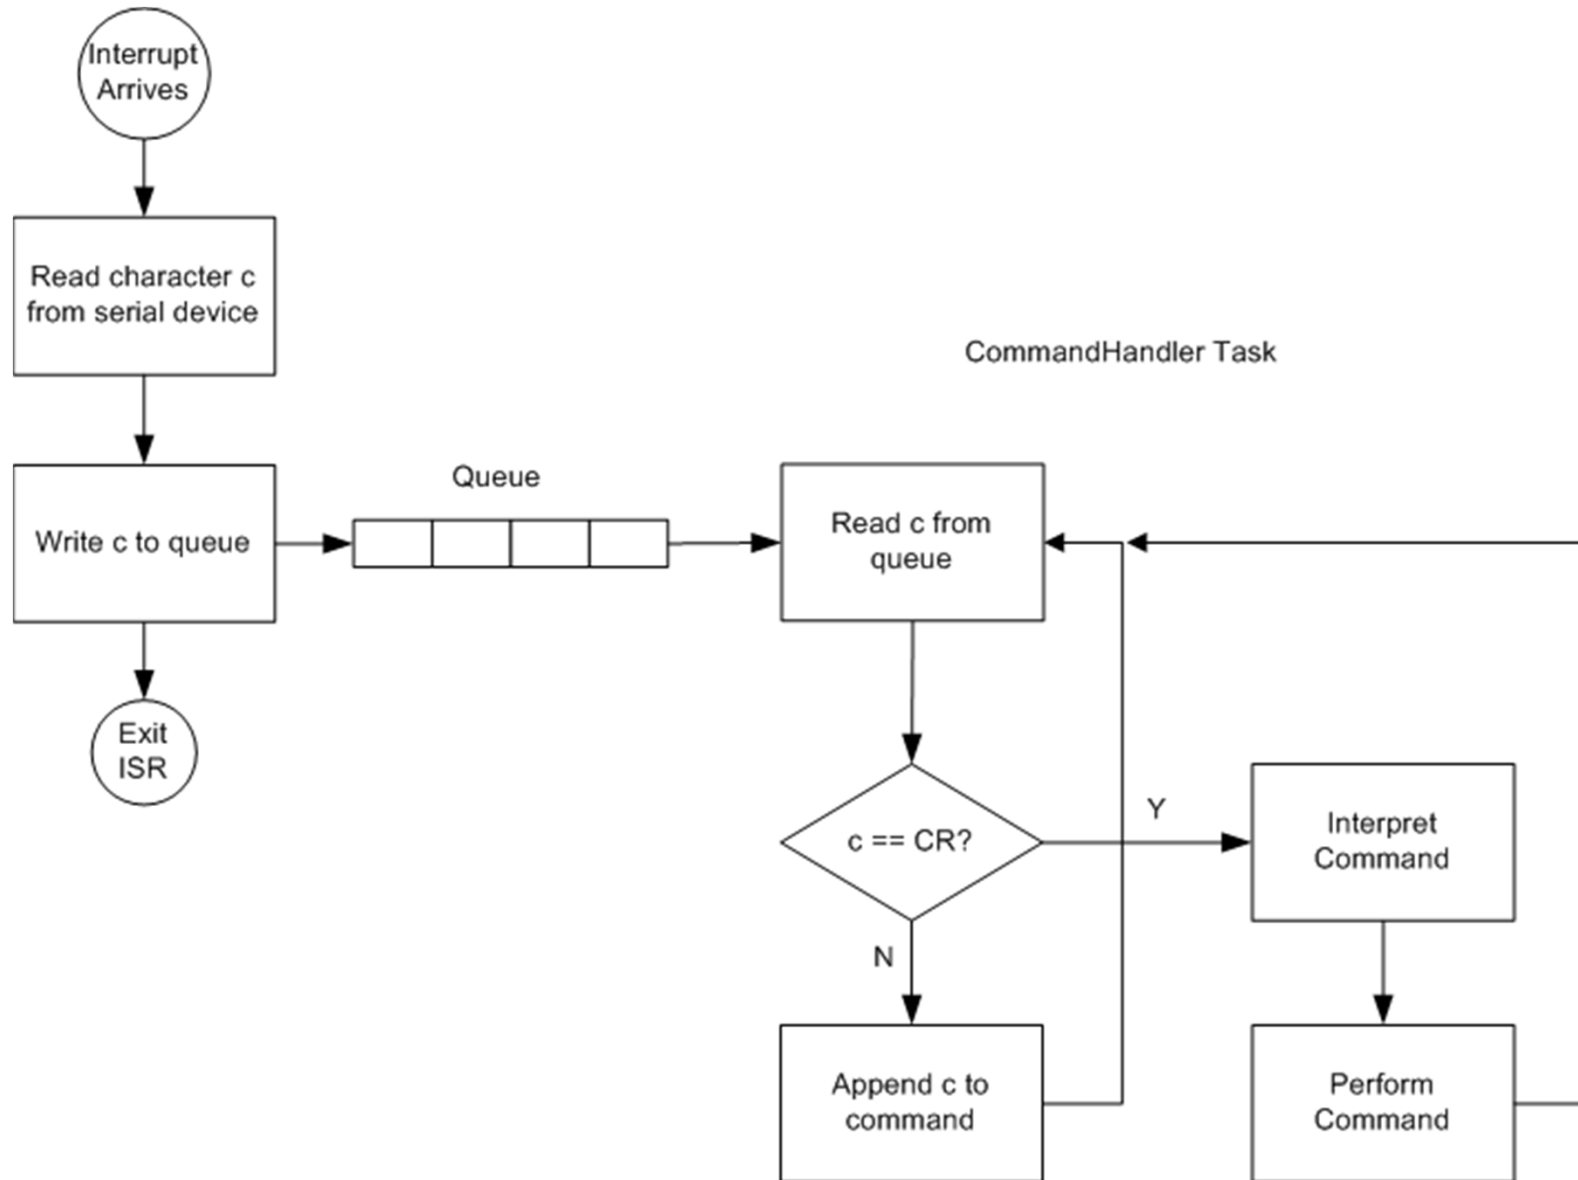 Interrupt
Arrives
Read character c
from serial device
CommandHandler Task
Queue
Write c to queue
Read c from
queue
Exit
ISR
Y
c == CR?
Interpret
Command
N
Append c to
command
Perform
Command